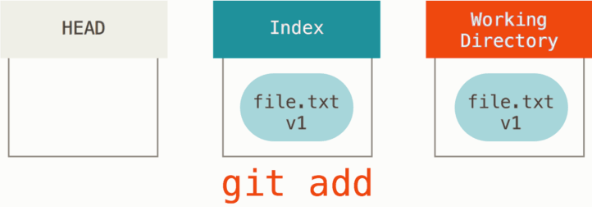 HEAD
Index
Working
Directory
file.txt
v1
file.txt
v1
git add